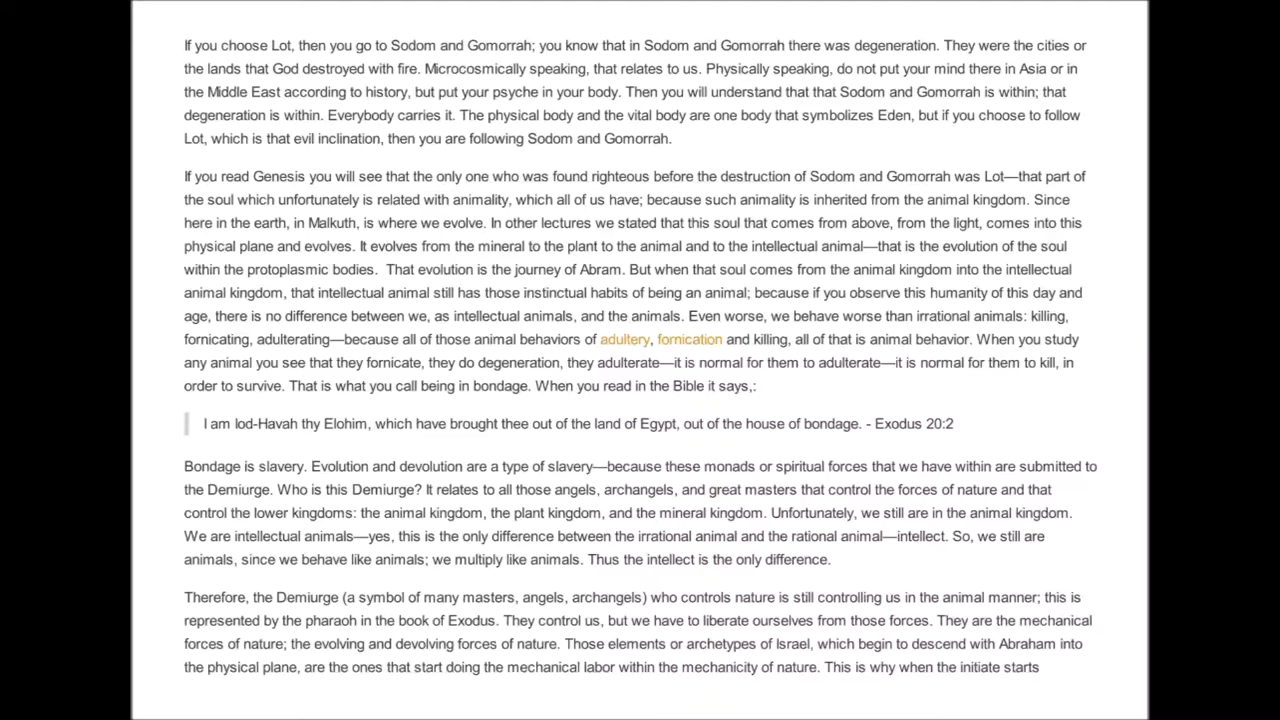 If you choose Lot, then you go to Sodom and Gomorrah; you know that in Sodom and Gomorrah there was degeneration. They were the cities or
the lands that God destroyed with fire. Microcosmically speaking, that relates to us. Physically speaking, do not put your mind there in Asia or in
the Middle East according to history, but put your psyche in your body. Then you will understand that that Sodom and Gomorrah is within; that
degeneration is within. Everybody carries it. The physical body and the vital body are one body that symbolizes Eden, but if you choose to follow
Lot, which is that evil inclination, then you are following Sodom and Gomorrah.
If you read Genesis you will see that the only one who was found righteous before the destruction of Sodom and Gomorrah was Lot—that part of
the soul which unfortunately is related with animality, which all of us have; because such animality is inherited from the animal kingdom. Since
here in the earth, in Malkuth, is where we evolve. In other lectures we stated that this soul that comes from above, from the light, comes into this
physical plane and evolves. It evolves from the mineral to the plant to the animal and to the intellectual animal—that is the evolution of the soul
within the protoplasmic bodies.  That evolution is the journey of Abram. But when that soul comes from the animal kingdom into the intellectual
animal kingdom, that intellectual animal still has those instinctual habits of being an animal; because if you observe this humanity of this day and
age, there is no difference between we, as intellectual animals, and the animals. Even worse, we behave worse than irrational animals: killing,
fornicating, adulterating—because all of those animal behaviors of adultery, fornication and killing, all of that is animal behavior. When you study
any animal you see that they fornicate, they do degeneration, they adulterate—it is normal for them to adulterate—it is normal for them to kill, in
order to survive. That is what you call being in bondage. When you read in the Bible it says,:
I am Iod-Havah thy Elohim, which have brought thee out of the land of Egypt, out of the house of bondage. - Exodus 20:2
Bondage is slavery. Evolution and devolution are a type of slavery—because these monads or spiritual forces that we have within are submitted to
the Demiurge. Who is this Demiurge? It relates to all those angels, archangels, and great masters that control the forces of nature and that
control the lower kingdoms: the animal kingdom, the plant kingdom, and the mineral kingdom. Unfortunately, we still are in the animal kingdom.
We are intellectual animals—yes, this is the only difference between the irrational animal and the rational animal—intellect. So, we still are
animals, since we behave like animals; we multiply like animals. Thus the intellect is the only difference.
Therefore, the Demiurge (a symbol of many masters, angels, archangels) who controls nature is still controlling us in the animal manner; this is
represented by the pharaoh in the book of Exodus. They control us, but we have to liberate ourselves from those forces. They are the mechanical
forces of nature; the evolving and devolving forces of nature. Those elements or archetypes of Israel, which begin to descend with Abraham into
the physical plane, are the ones that start doing the mechanical labor within the mechanicity of nature. This is why when the initiate starts